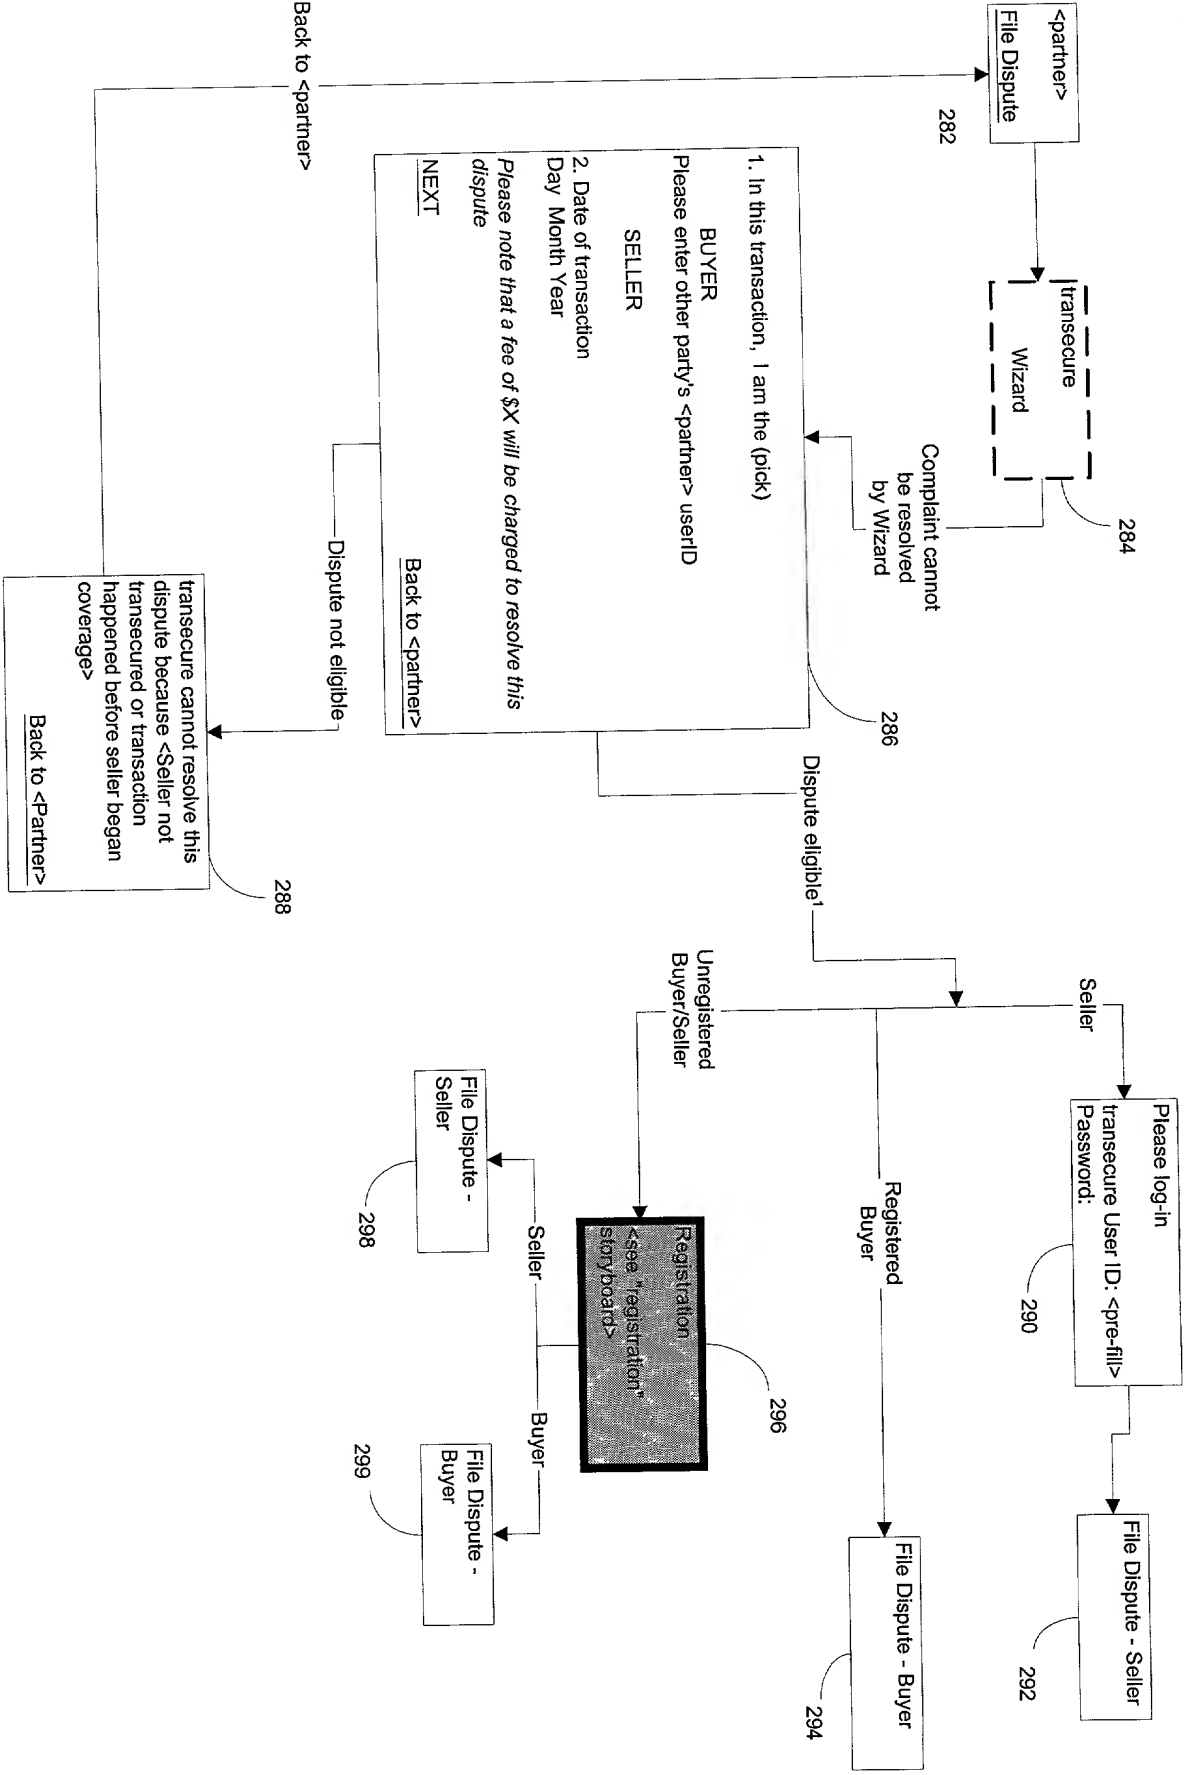 <partner>
File Dispute
282
transecure
Wizard
284
Complaint cannot
be resolved
by Wizard
1. In this transaction, I am the (pick)
BUYER
Please enter other party's <partner> userID
SELLER
2. Date of transaction
Day Month Year
Please note that a fee of $X will be charged to resolve this
dispute
NEXT
Back to <partner>
286
Back to <partner>
Dispute not eligible
transecure cannot resolve this
dispute because <Seller not
transecured or transaction
happened before seller began
coverage>
Back to <Partner>
288
Dispute eligible¹
Seller
Please log-in
transecure User ID: <pre-fill>
Password:
290
File Dispute - Seller
292
Registered
Buyer
File Dispute - Buyer
294
Unregistered
Buyer/Seller
Registration
<see "registration"
storyboard>
296
Seller
File Dispute -
Seller
298
Buyer
File Dispute -
Buyer
299